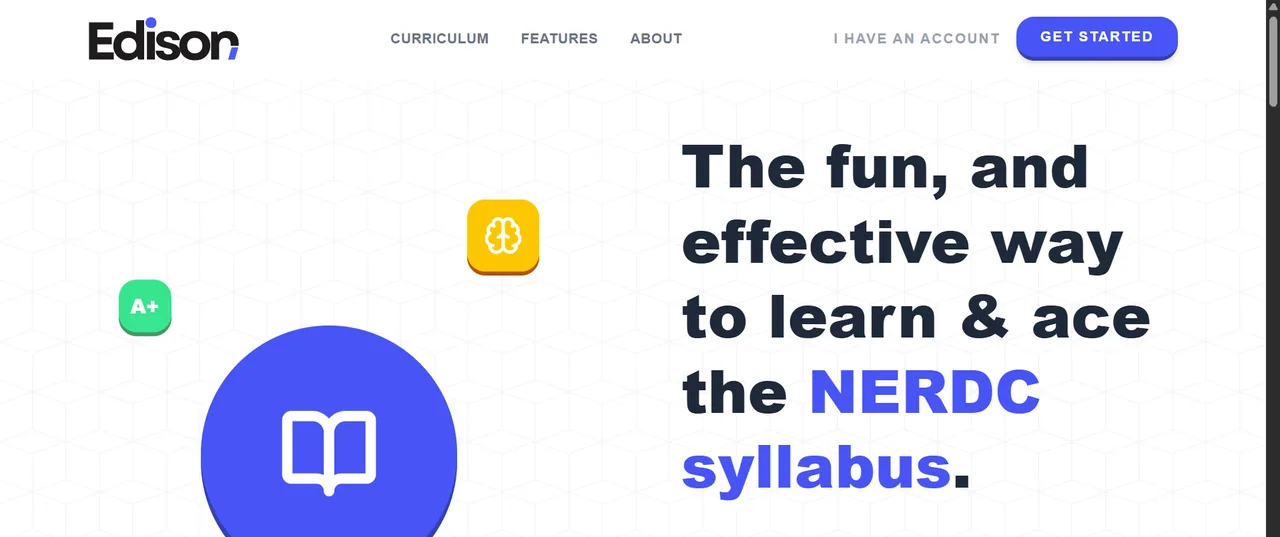 Edison
CURRICULUM FEATURES ABOUT I HAVE AN ACCOUNT GET STARTED
The fun, and
effective way
to learn & ace
the NERDC
syllabus.
A+